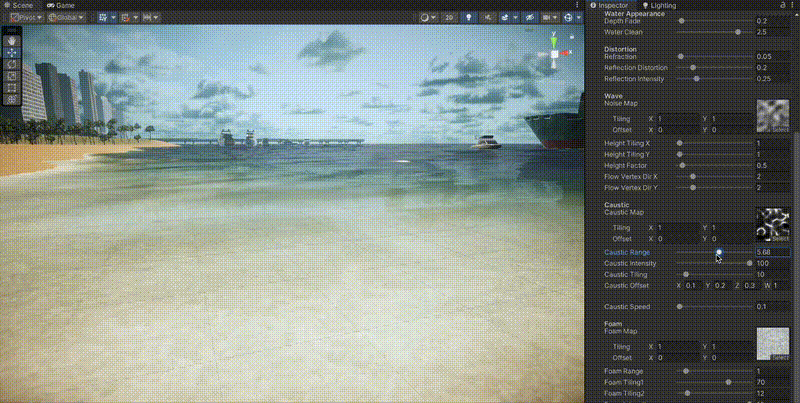 Scene Game
Pivot Global 2D
y
x
Inspector Lighting
Water Appearance
Depth Fade 0.2
Water Clean 2.5
Distortion
Refraction 0.05
Reflection Distortion 0.2
Reflection Intensity 0.25
Wave
Noise Map
Tiling X 1 Y 1
Offset X 0 Y 0
Select
Height Tiling X 1
Height Tiling Y 1
Height Factor 0.5
Flow Vertex Dir X 2
Flow Vertex Dir Y 2
Caustic
Caustic Map
Tiling X 1 Y 1
Offset X 0 Y 0
Select
Caustic Range 5.68
Caustic Intensity 100
Caustic Tiling 10
Caustic Offset X 0.1 Y 0.2 Z 0.3 W 1
Caustic Speed 0.1
Foam
Foam Map
Tiling X 1 Y 1
Offset X 0 Y 0
Select
Foam Range 1
Foam Tiling1 70
Foam Tiling2 12